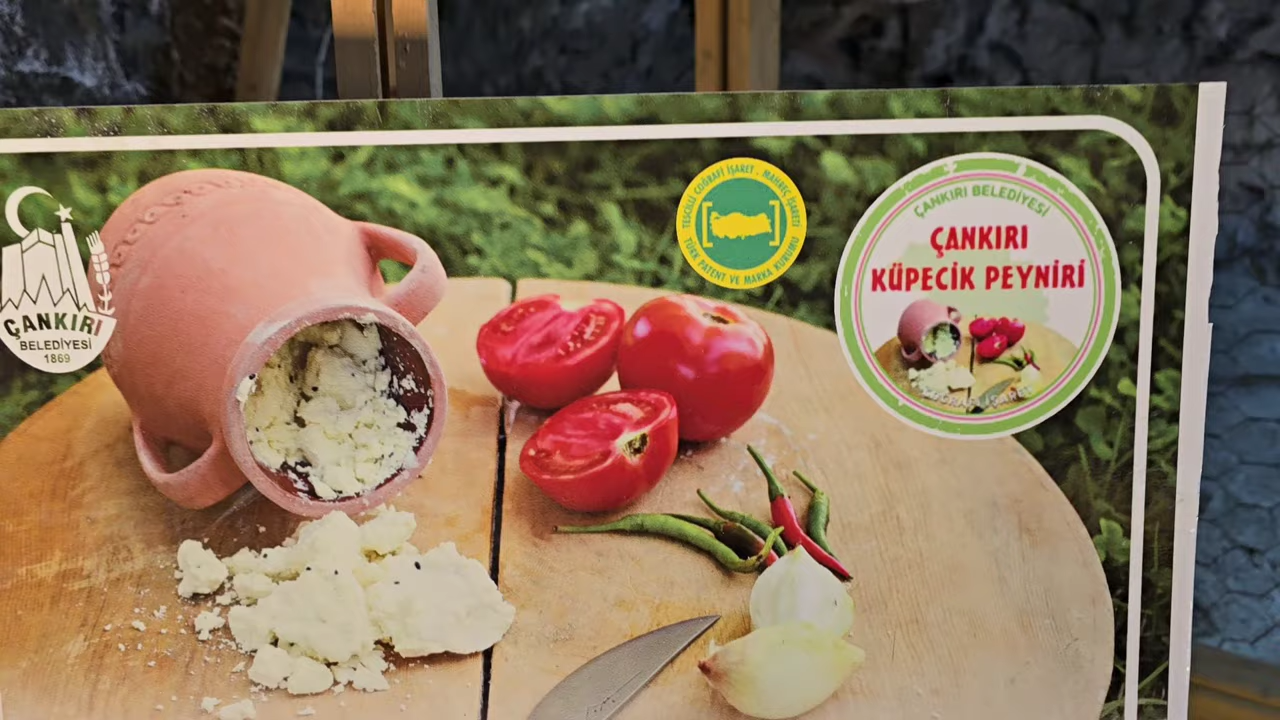 ÇANKIRI
BELEDİYESİ
1869
TESCİLLİ COĞRAFİ İŞARET . MAHREÇ İŞARETİ
TÜRK PATENT VE MARKA KURUMU
ÇANKIRI BELEDİYESİ
ÇANKIRI
KÜPECİK PEYNİRİ
COĞRAFİ İŞARET